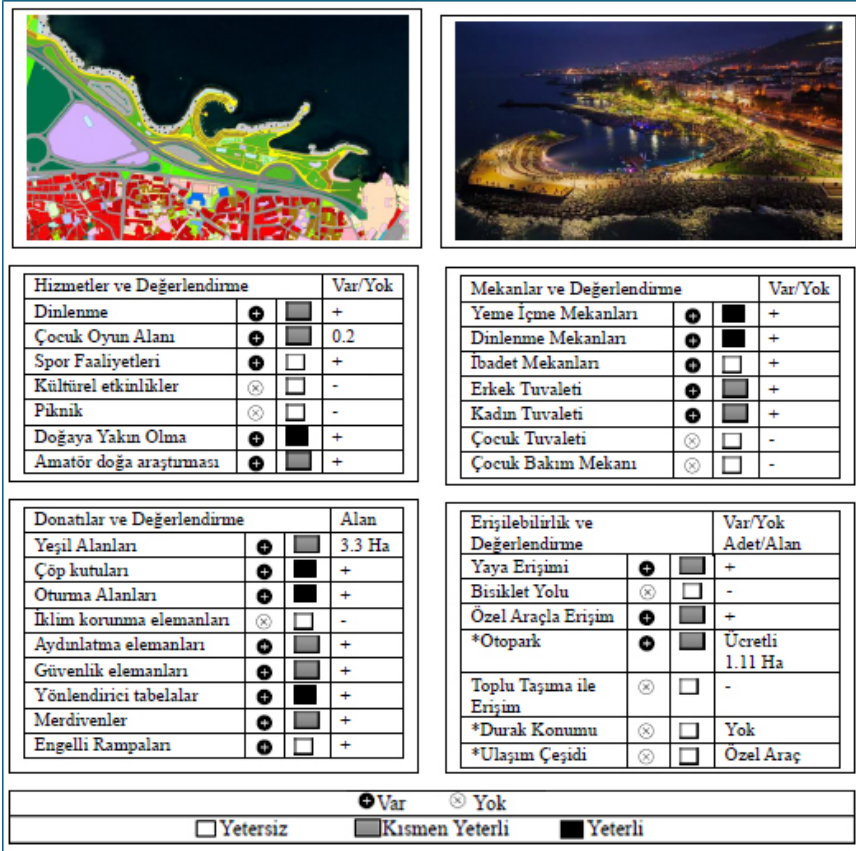 Hizmetler ve Değerlendirme Var/Yok
Dinlenme +
Çocuk Oyun Alanı 0.2
Spor Faaliyetleri +
Kültürel etkinlikler -
Piknik -
Doğaya Yakın Olma +
Amatör doğa araştırması +
Mekanlar ve Değerlendirme Var/Yok
Yeme İçme Mekanları +
Dinlenme Mekanları +
İbadet Mekanları +
Erkek Tuvaleti +
Kadın Tuvaleti +
Çocuk Tuvaleti -
Çocuk Bakım Mekanı -
Donatılar ve Değerlendirme Alan
Yeşil Alanları 3.3 Ha
Çöp kutuları +
Oturma Alanları +
İklim korunma elemanları -
Aydınlatma elemanları +
Güvenlik elemanları +
Yönlendirici tabelalar +
Merdivenler +
Engelli Rampaları +
Erişilebilirlik ve Var/Yok
Değerlendirme Adet/Alan
Yaya Erişimi +
Bisiklet Yolu -
Özel Araçla Erişim +
*Otopark Ücretli
1.11 Ha
Toplu Taşıma ile -
Erişim
*Durak Konumu Yok
*Ulaşım Çeşidi Özel Araç
Var Yok
Yetersiz Kısmen Yeterli Yeterli